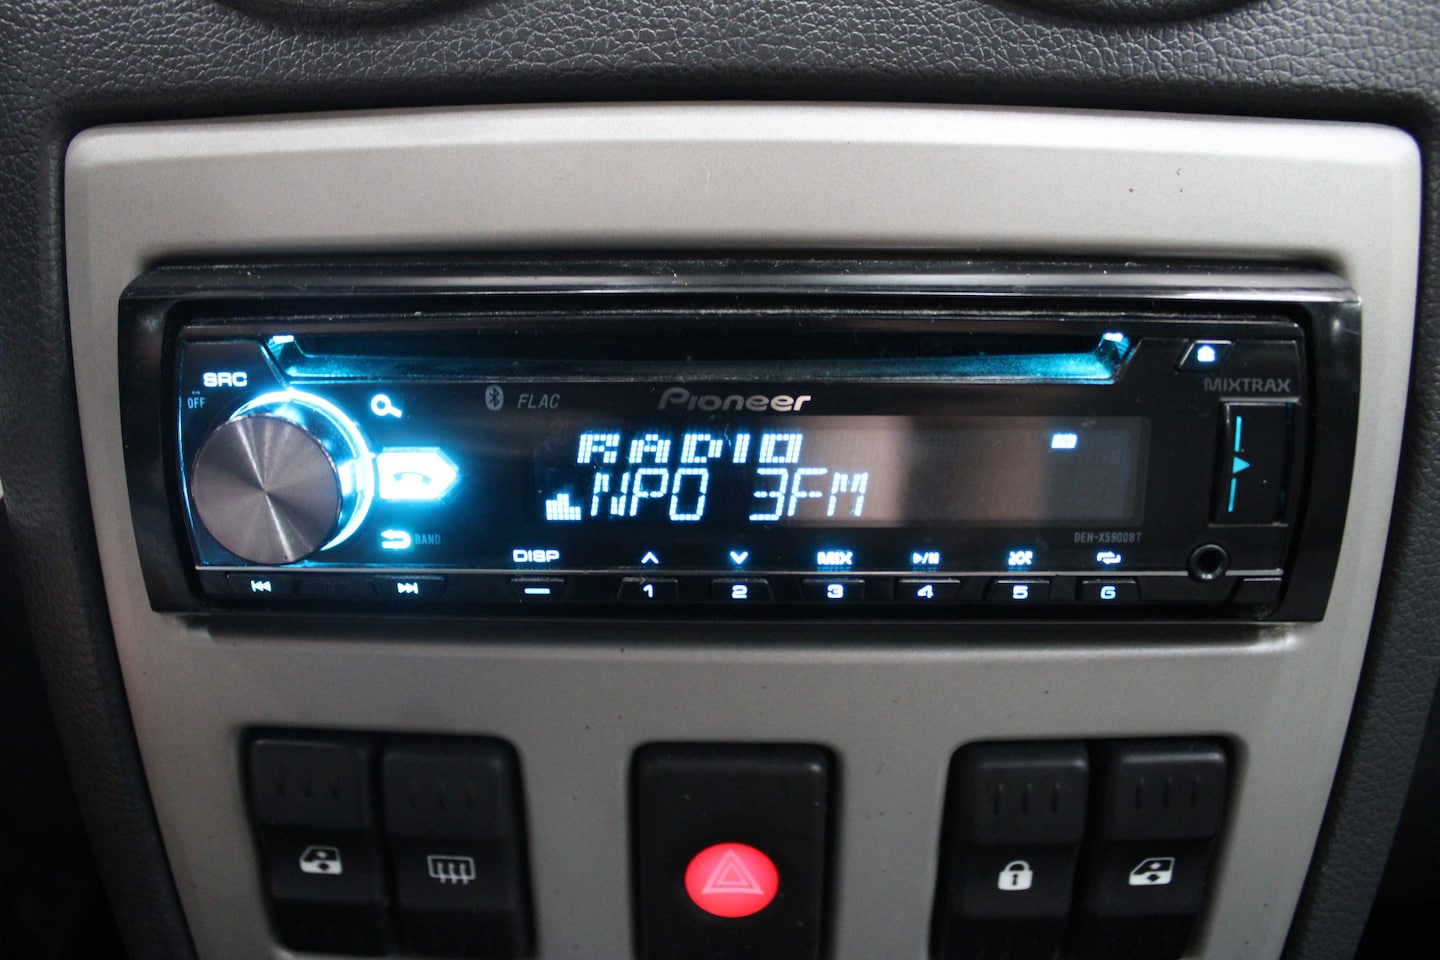 SRC
OFF
FLAC
Pioneer
MIXTRAX
RADIO
NPO 3FM
BAND
DEH-X5900BT
DISP
MIX
1 2 3 4 5 6